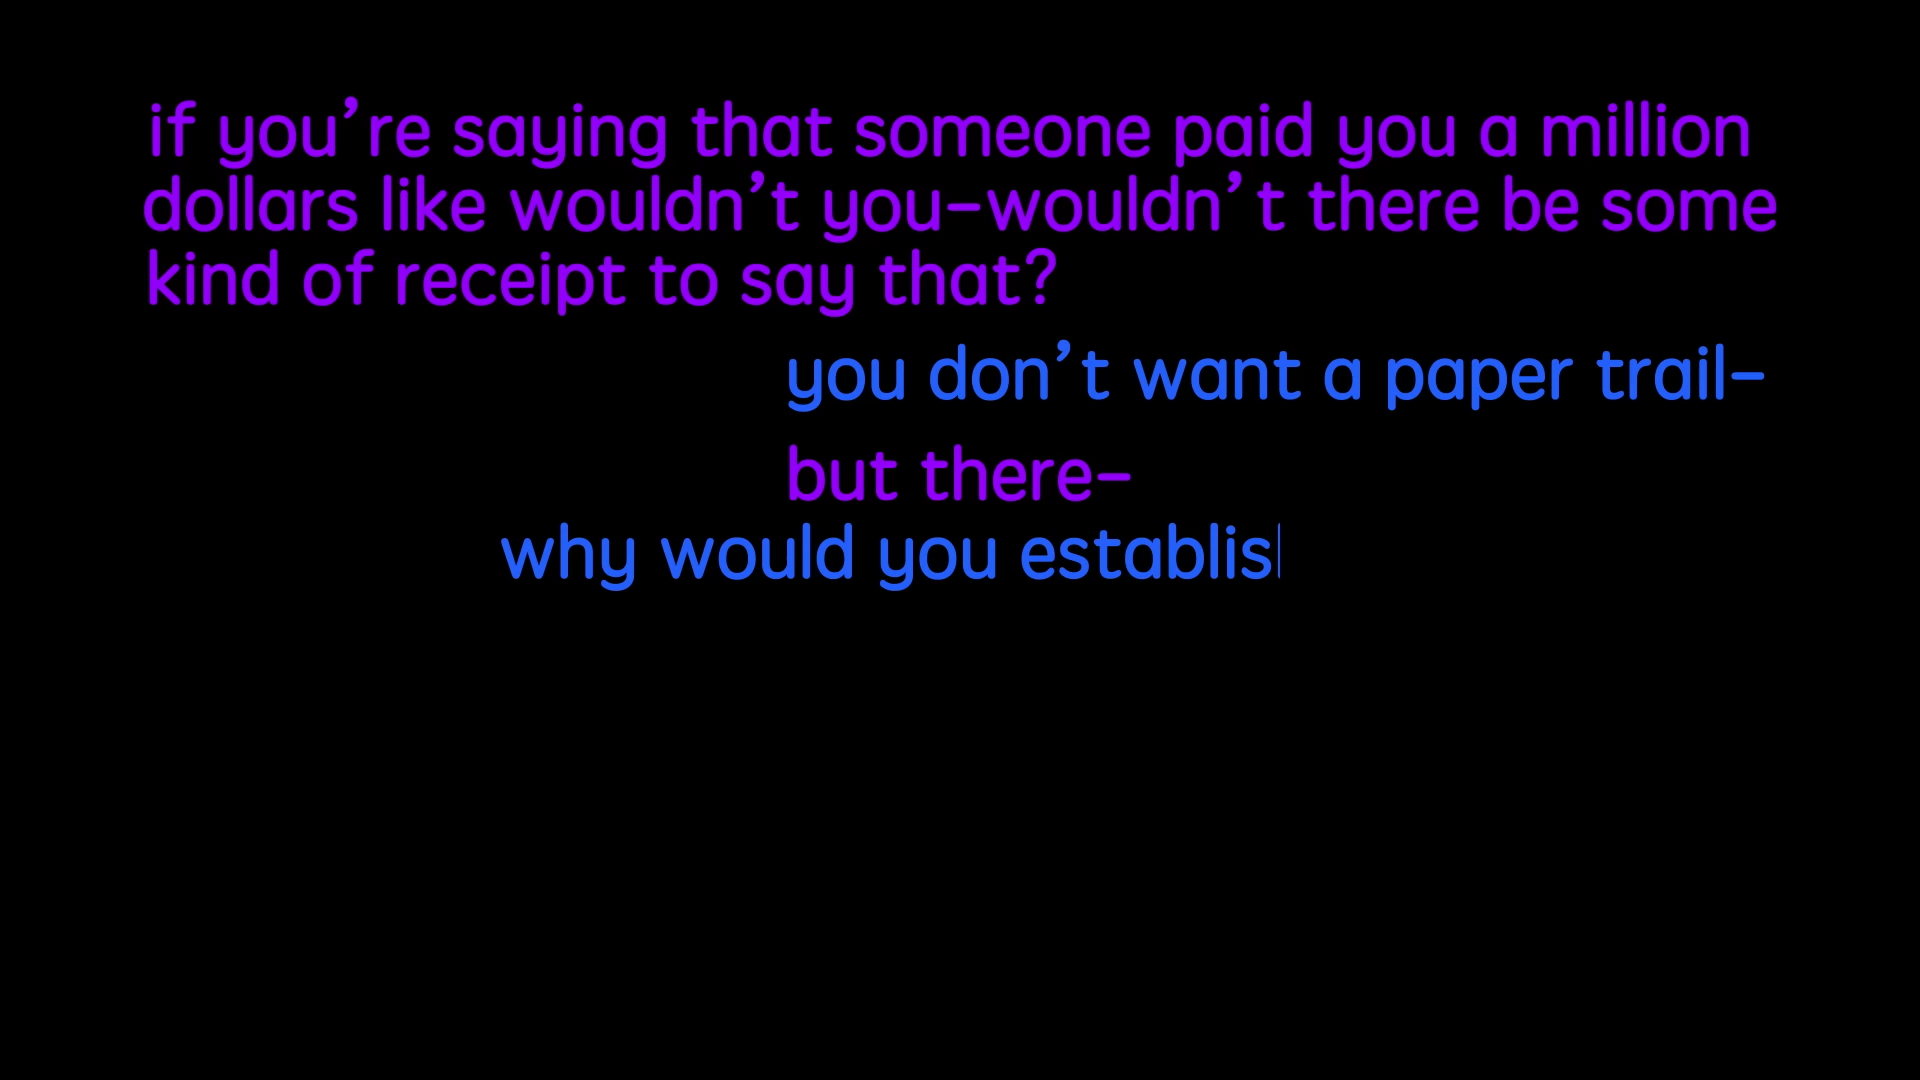 if you’re saying that someone paid you a million
dollars like wouldn’t you-wouldn’t there be some
kind of receipt to say that?
you don’t want a paper trail-
but there-
why would you establis